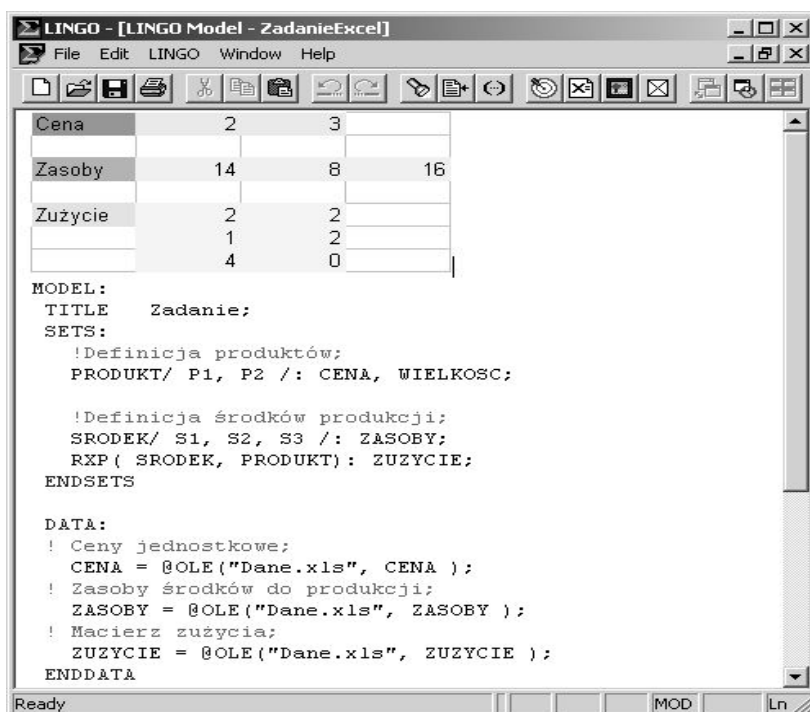 LINGO - [LINGO Model - ZadanieExcel]
File Edit LINGO Window Help
Cena 2 3
Zasoby 14 8 16
Zużycie 2 2
1 2
4 0
MODEL:
TITLE Zadanie;
SETS:
!Definicja produktów;
PRODUKT/ P1, P2 /: CENA, WIELKOSC;
!Definicja środków produkcji;
SRODEK/ S1, S2, S3 /: ZASOBY;
RXP( SRODEK, PRODUKT): ZUZYCIE;
ENDSETS
DATA:
! Ceny jednostkowe;
CENA = @OLE("Dane.xls", CENA );
! Zasoby środków do produkcji;
ZASOBY = @OLE("Dane.xls", ZASOBY );
! Macierz zużycia;
ZUZYCIE = @OLE("Dane.xls", ZUZYCIE );
ENDDATA
Ready MOD Ln